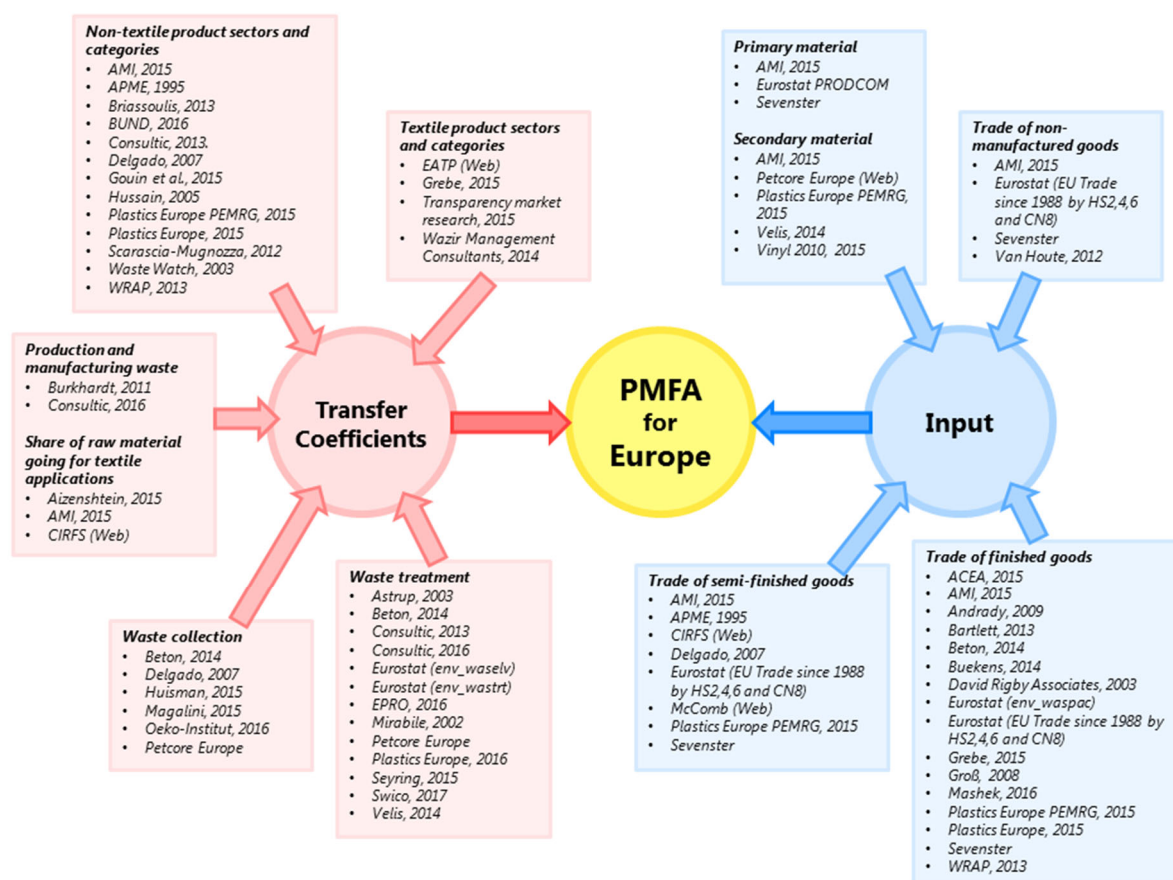 Non-textile product sectors and
categories
• AMI, 2015
• APME, 1995
• Briassoulis, 2013
• BUND, 2016
• Consultic, 2013.
• Delgado, 2007
• Gouin et al., 2015
• Hussain, 2005
• Plastics Europe PEMRG, 2015
• Plastics Europe, 2015
• Scarascia-Mugnozza, 2012
• Waste Watch, 2003
• WRAP, 2013
Textile product sectors
and categories
• EATP (Web)
• Grebe, 2015
• Transparency market
research, 2015
• Wazir Management
Consultants, 2014
Primary material
• AMI, 2015
• Eurostat PRODCOM
• Sevenster
Secondary material
• AMI, 2015
• Petcore Europe (Web)
• Plastics Europe PEMRG,
2015
• Velis, 2014
• Vinyl 2010, 2015
Trade of non-
manufactured goods
• AMI, 2015
• Eurostat (EU Trade
since 1988 by HS2,4,6
and CN8)
• Sevenster
• Van Houte, 2012
Production and
manufacturing waste
• Burkhardt, 2011
• Consultic, 2016
Share of raw material
going for textile
applications
• Aizenshtein, 2015
• AMI, 2015
• CIRFS (Web)
Transfer
Coefficients
PMFA
for
Europe
Input
Waste collection
• Beton, 2014
• Delgado, 2007
• Huisman, 2015
• Magalini, 2015
• Oeko-Institut, 2016
• Petcore Europe
Waste treatment
• Astrup, 2003
• Beton, 2014
• Consultic, 2013
• Consultic, 2016
• Eurostat (env_waselv)
• Eurostat (env_wastrt)
• EPRO, 2016
• Mirabile, 2002
• Petcore Europe
• Plastics Europe, 2016
• Seyring, 2015
• Swico, 2017
• Velis, 2014
Trade of semi-finished goods
• AMI, 2015
• APME, 1995
• CIRFS (Web)
• Delgado, 2007
• Eurostat (EU Trade since 1988
by HS2,4,6 and CN8)
• McComb (Web)
• Plastics Europe PEMRG, 2015
• Sevenster
Trade of finished goods
• ACEA, 2015
• AMI, 2015
• Andrady, 2009
• Bartlett, 2013
• Beton, 2014
• Buekens, 2014
• David Rigby Associates, 2003
• Eurostat (env_waspac)
• Eurostat (EU Trade since 1988 by
HS2,4,6 and CN8)
• Grebe, 2015
• Groß, 2008
• Mashek, 2016
• Plastics Europe PEMRG, 2015
• Plastics Europe, 2015
• Sevenster
• WRAP, 2013